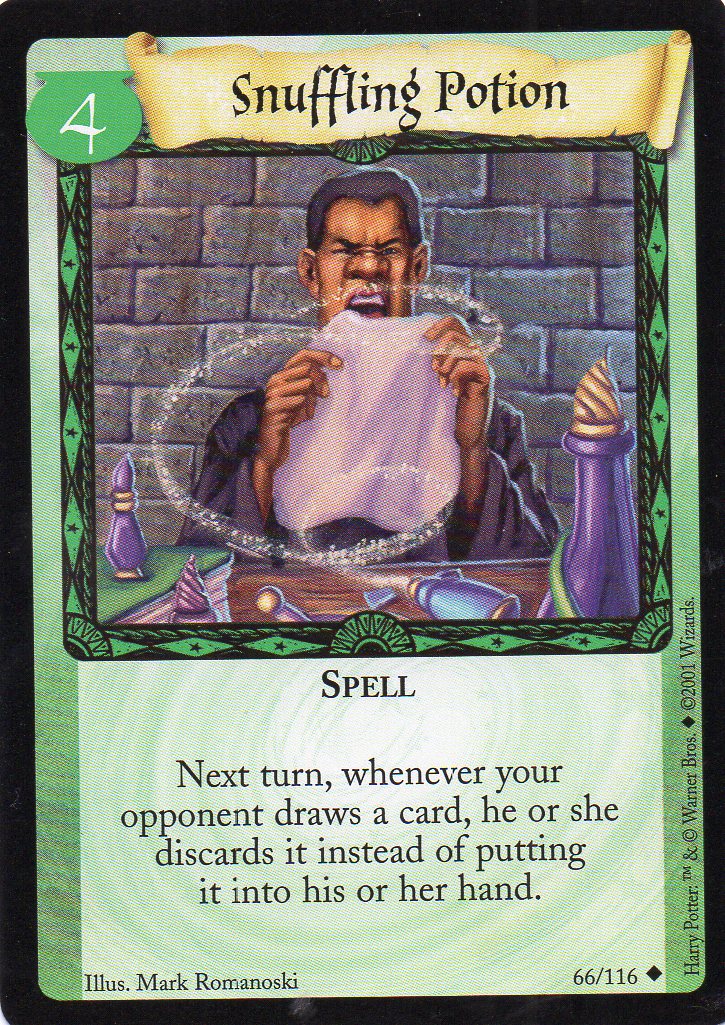 4
Snuffling Potion
SPELL
Next turn, whenever your
opponent draws a card, he or she
discards it instead of putting
it into his or her hand.
Illus. Mark Romanoski
66/116 ◆
Harry Potter: ™ & © Warner Bros. ◆ ©2001 Wizards.